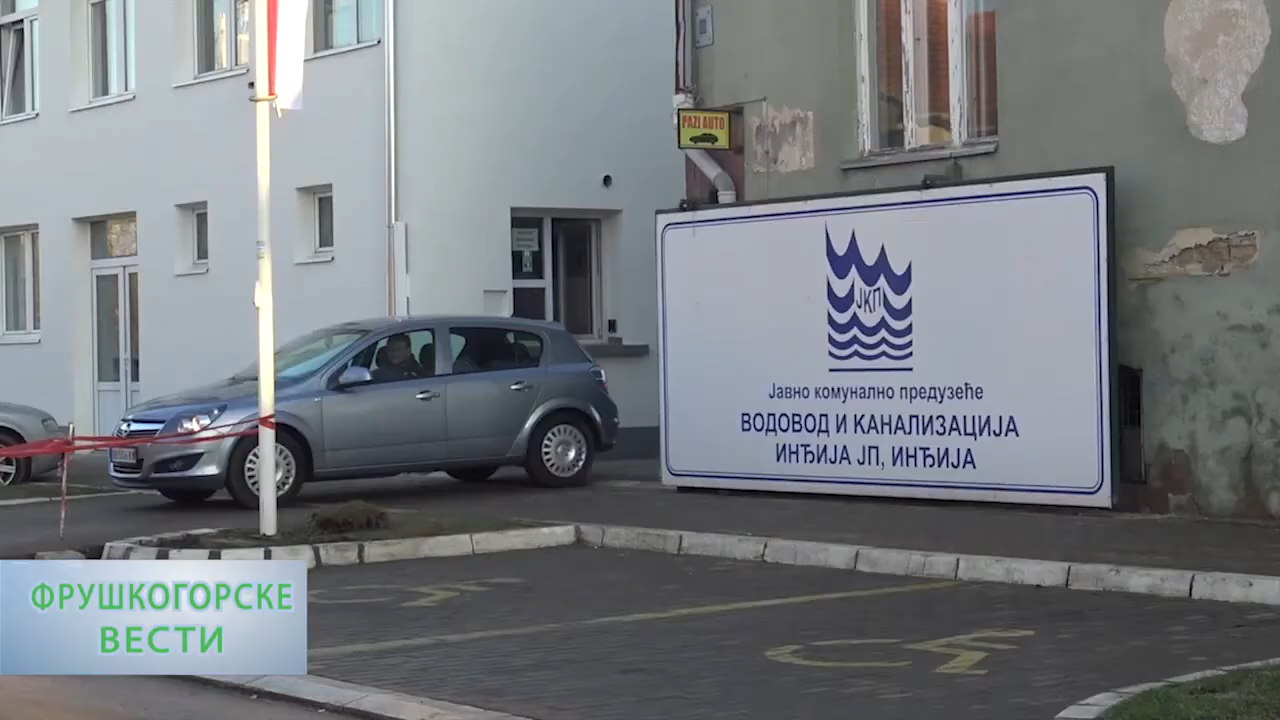 PAZI AUTO
ЈКП
Јавно комунално предузеће
ВОДОВОД И КАНАЛИЗАЦИЈА
ИНЂИЈА ЈП, ИНЂИЈА
ФРУШКОГОРСКЕ
ВЕСТИ